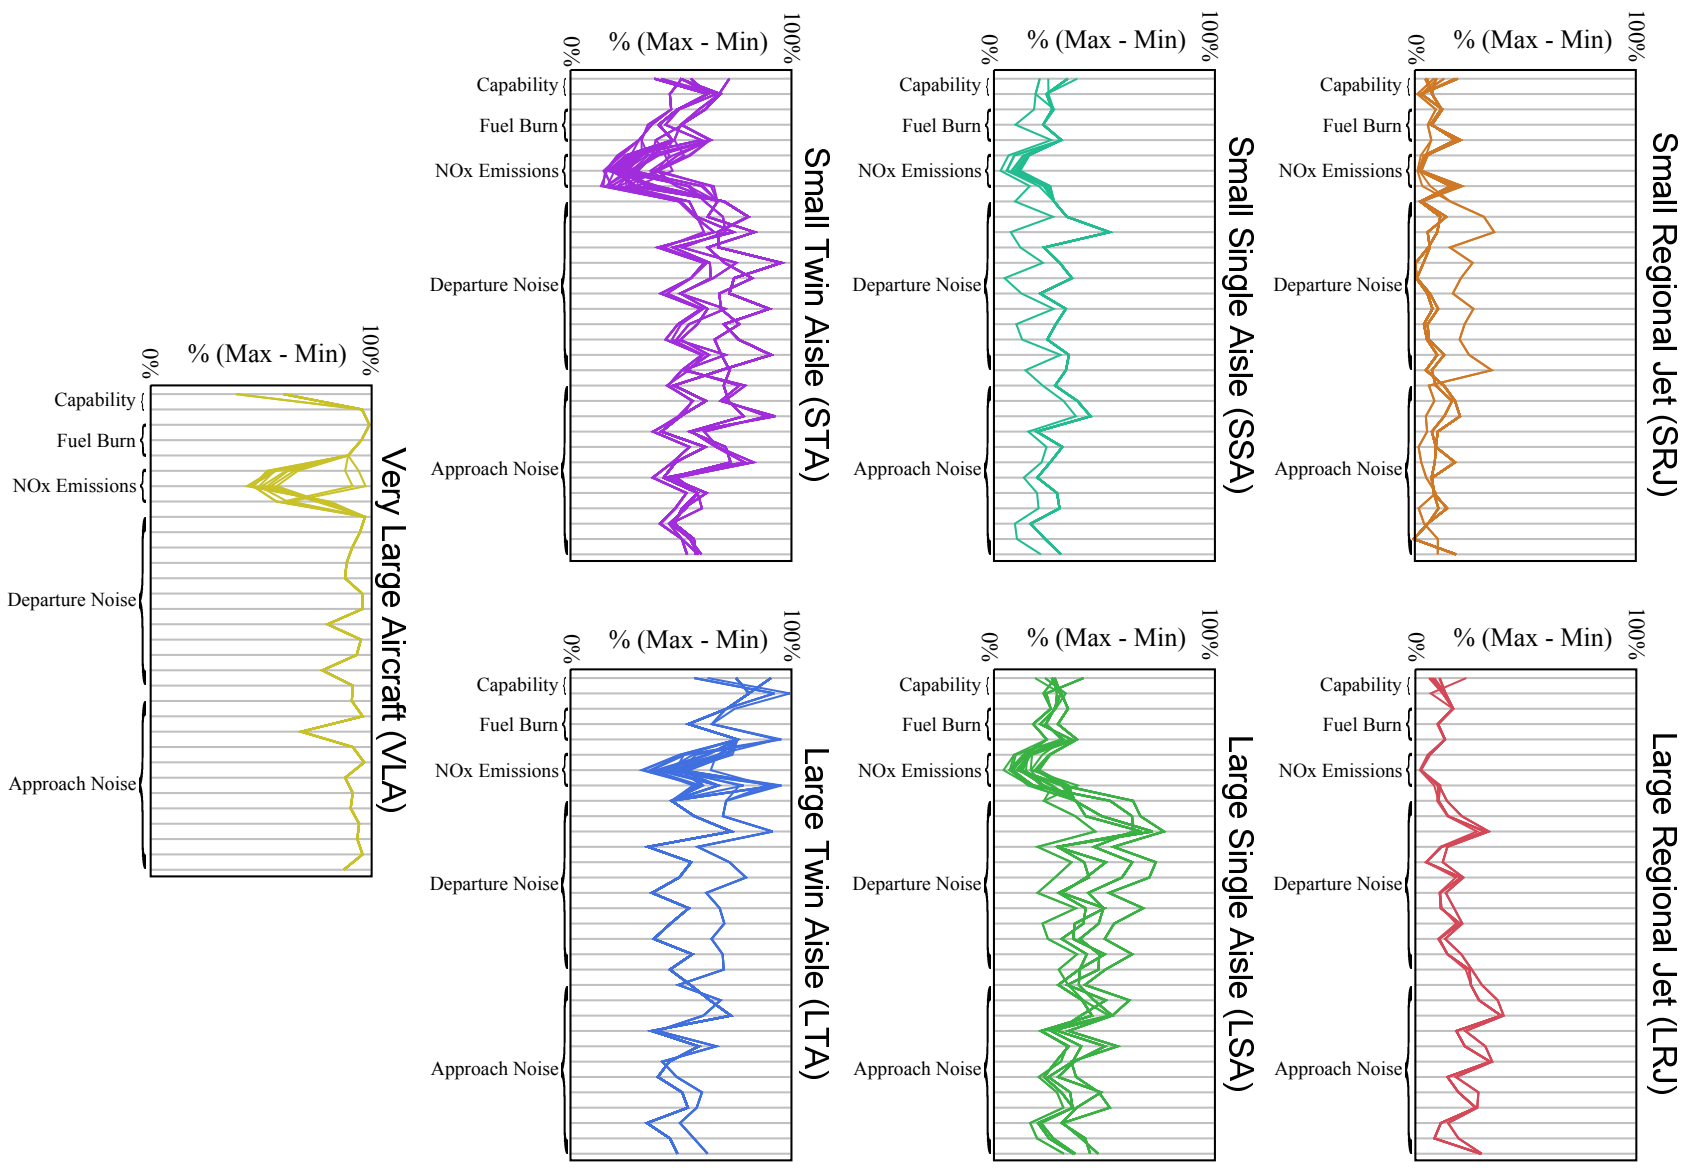 Small Regional Jet (SRJ)
100%
% (Max - Min)
0%
Capability
Fuel Burn
NOx Emissions
Departure Noise
Approach Noise
Large Regional Jet (LRJ)
100%
% (Max - Min)
0%
Capability
Fuel Burn
NOx Emissions
Departure Noise
Approach Noise
Small Single Aisle (SSA)
100%
% (Max - Min)
0%
Capability
Fuel Burn
NOx Emissions
Departure Noise
Approach Noise
Large Single Aisle (LSA)
100%
% (Max - Min)
0%
Capability
Fuel Burn
NOx Emissions
Departure Noise
Approach Noise
Small Twin Aisle (STA)
100%
% (Max - Min)
0%
Capability
Fuel Burn
NOx Emissions
Departure Noise
Approach Noise
Large Twin Aisle (LTA)
100%
% (Max - Min)
0%
Capability
Fuel Burn
NOx Emissions
Departure Noise
Approach Noise
Very Large Aircraft (VLA)
100%
% (Max - Min)
0%
Capability
Fuel Burn
NOx Emissions
Departure Noise
Approach Noise